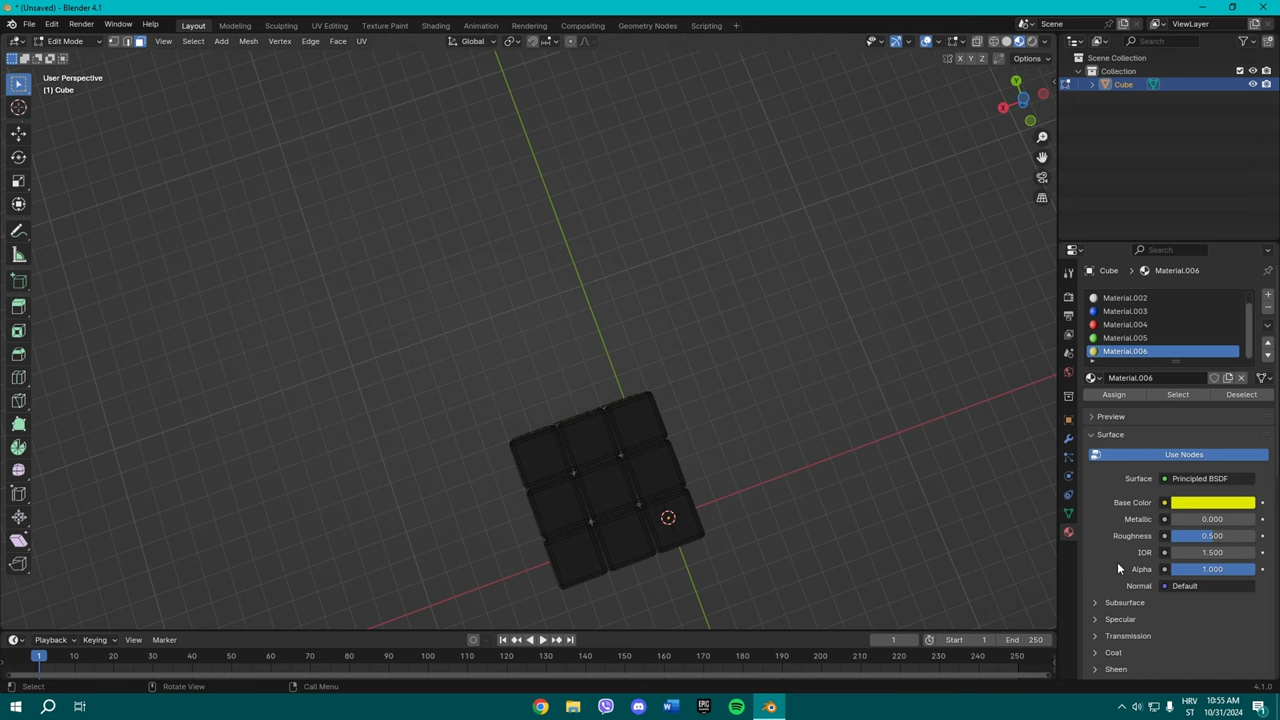 * (Unsaved) - Blender 4.1
File Edit Render Window Help Layout Modeling Sculpting UV Editing Texture Paint Shading Animation Rendering Compositing Geometry Nodes Scripting + Scene ViewLayer
Edit Mode View Select Add Mesh Vertex Edge Face UV Global Search
X Y Z Options
User Perspective
(1) Cube
Scene Collection
Collection
Cube
Y
X
Search
Cube > Material.006
Material.002
Material.003
Material.004
Material.005
Material.006
Material.006
Assign Select Deselect
Preview
Surface
Use Nodes
Surface Principled BSDF
Base Color
Metallic 0.000
Roughness 0.500
IOR 1.500
Alpha 1.000
Normal Default
Subsurface
Specular
Transmission
Coat
Sheen
Playback Keying View Marker 1 Start 1 End 250
1 10 20 30 40 50 60 70 80 90 100 110 120 130 140 150 160 170 180 190 200 210 220 230 240 250
Select Rotate View Call Menu 4.1.0
HRV 10:55 AM
ST 10/31/2024